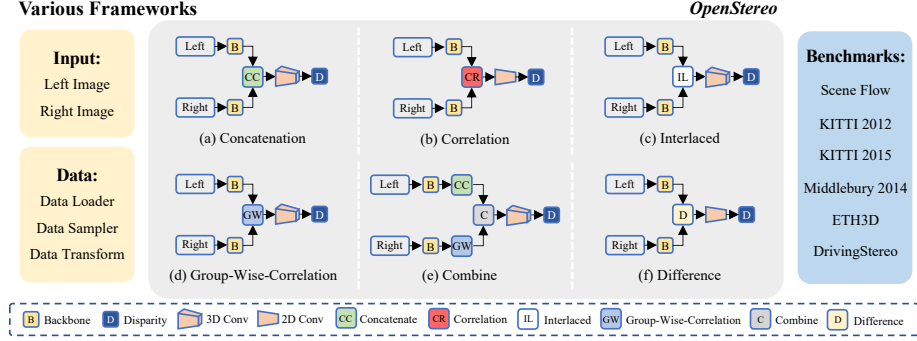 Various Frameworks
OpenStereo
Input:
Left Image
Right Image
Data:
Data Loader
Data Sampler
Data Transform
Left
B
CC
D
Right
B
(a) Concatenation
Left
B
CR
D
Right
B
(b) Correlation
Left
B
IL
D
Right
B
(c) Interlaced
Left
B
GW
D
Right
B
(d) Group-Wise-Correlation
Left
B
CC
C
D
Right
B
GW
(e) Combine
Left
B
D
D
Right
B
(f) Difference
Benchmarks:
Scene Flow
KITTI 2012
KITTI 2015
Middlebury 2014
ETH3D
DrivingStereo
B Backbone
D Disparity
3D Conv
2D Conv
CC Concatenate
CR Correlation
IL Interlaced
GW Group-Wise-Correlation
C Combine
D Difference